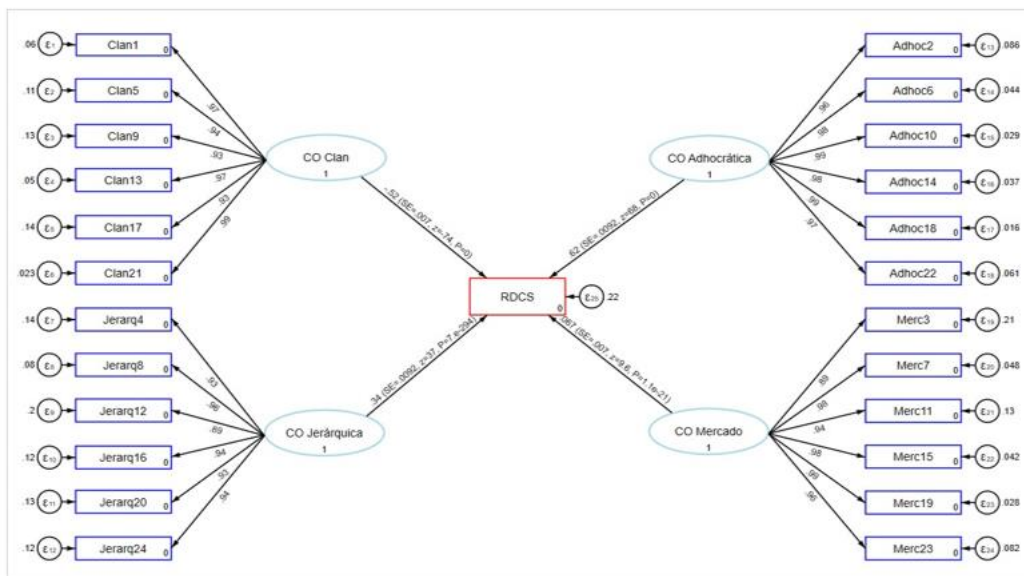 .06 ε1 Clan1 0
.11 ε2 Clan5 0
.13 ε3 Clan9 0
.05 ε4 Clan13 0
.14 ε5 Clan17 0
.023 ε6 Clan21 0
.97
.94
.93
.97
.93
.99
CO Clan
1
-.52 (SE=.007, z=-74, P=0)
Adhoc2 0 ε13 .086
Adhoc6 0 ε14 .044
Adhoc10 0 ε15 .029
Adhoc14 0 ε16 .037
Adhoc18 0 ε17 .016
Adhoc22 0 ε18 .061
.96
.98
.99
.98
.99
.97
CO Adhocrática
1
.62 (SE=.0092, z=68, P=0)
RDCS 0
ε25 .22
.14 ε7 Jerarq4 0
.08 ε8 Jerarq8 0
.2 ε9 Jerarq12 0
.12 ε10 Jerarq16 0
.13 ε11 Jerarq20 0
.12 ε12 Jerarq24 0
.93
.96
.89
.94
.93
.94
CO Jerárquica
1
.34 (SE=.0092, z=37, P=7.e-294)
Merc3 0 ε19 .21
Merc7 0 ε20 .048
Merc11 0 ε21 .13
Merc15 0 ε22 .042
Merc19 0 ε23 .028
Merc23 0 ε24 .082
.89
.98
.94
.98
.99
.96
CO Mercado
1
.067 (SE=.007, z=9.6, P=1.1e-21)